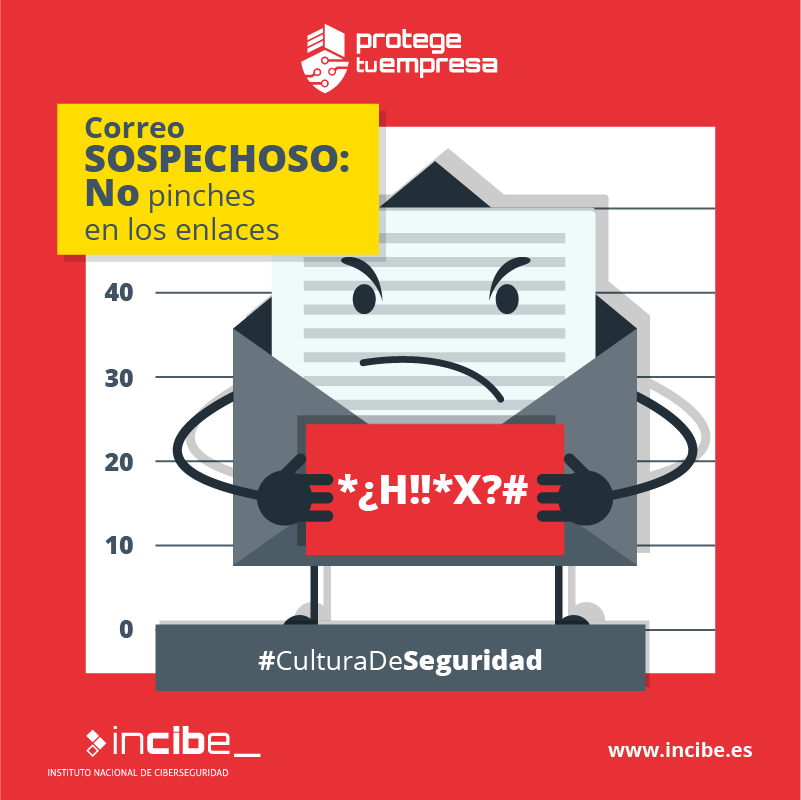 protege
tuempresa
Correo
SOSPECHOSO:
No pinches
en los enlaces
40
30
20
10
0
*¿H!!*X?#
#CulturaDeSeguridad
incibe_
INSTITUTO NACIONAL DE CIBERSEGURIDAD
www.incibe.es